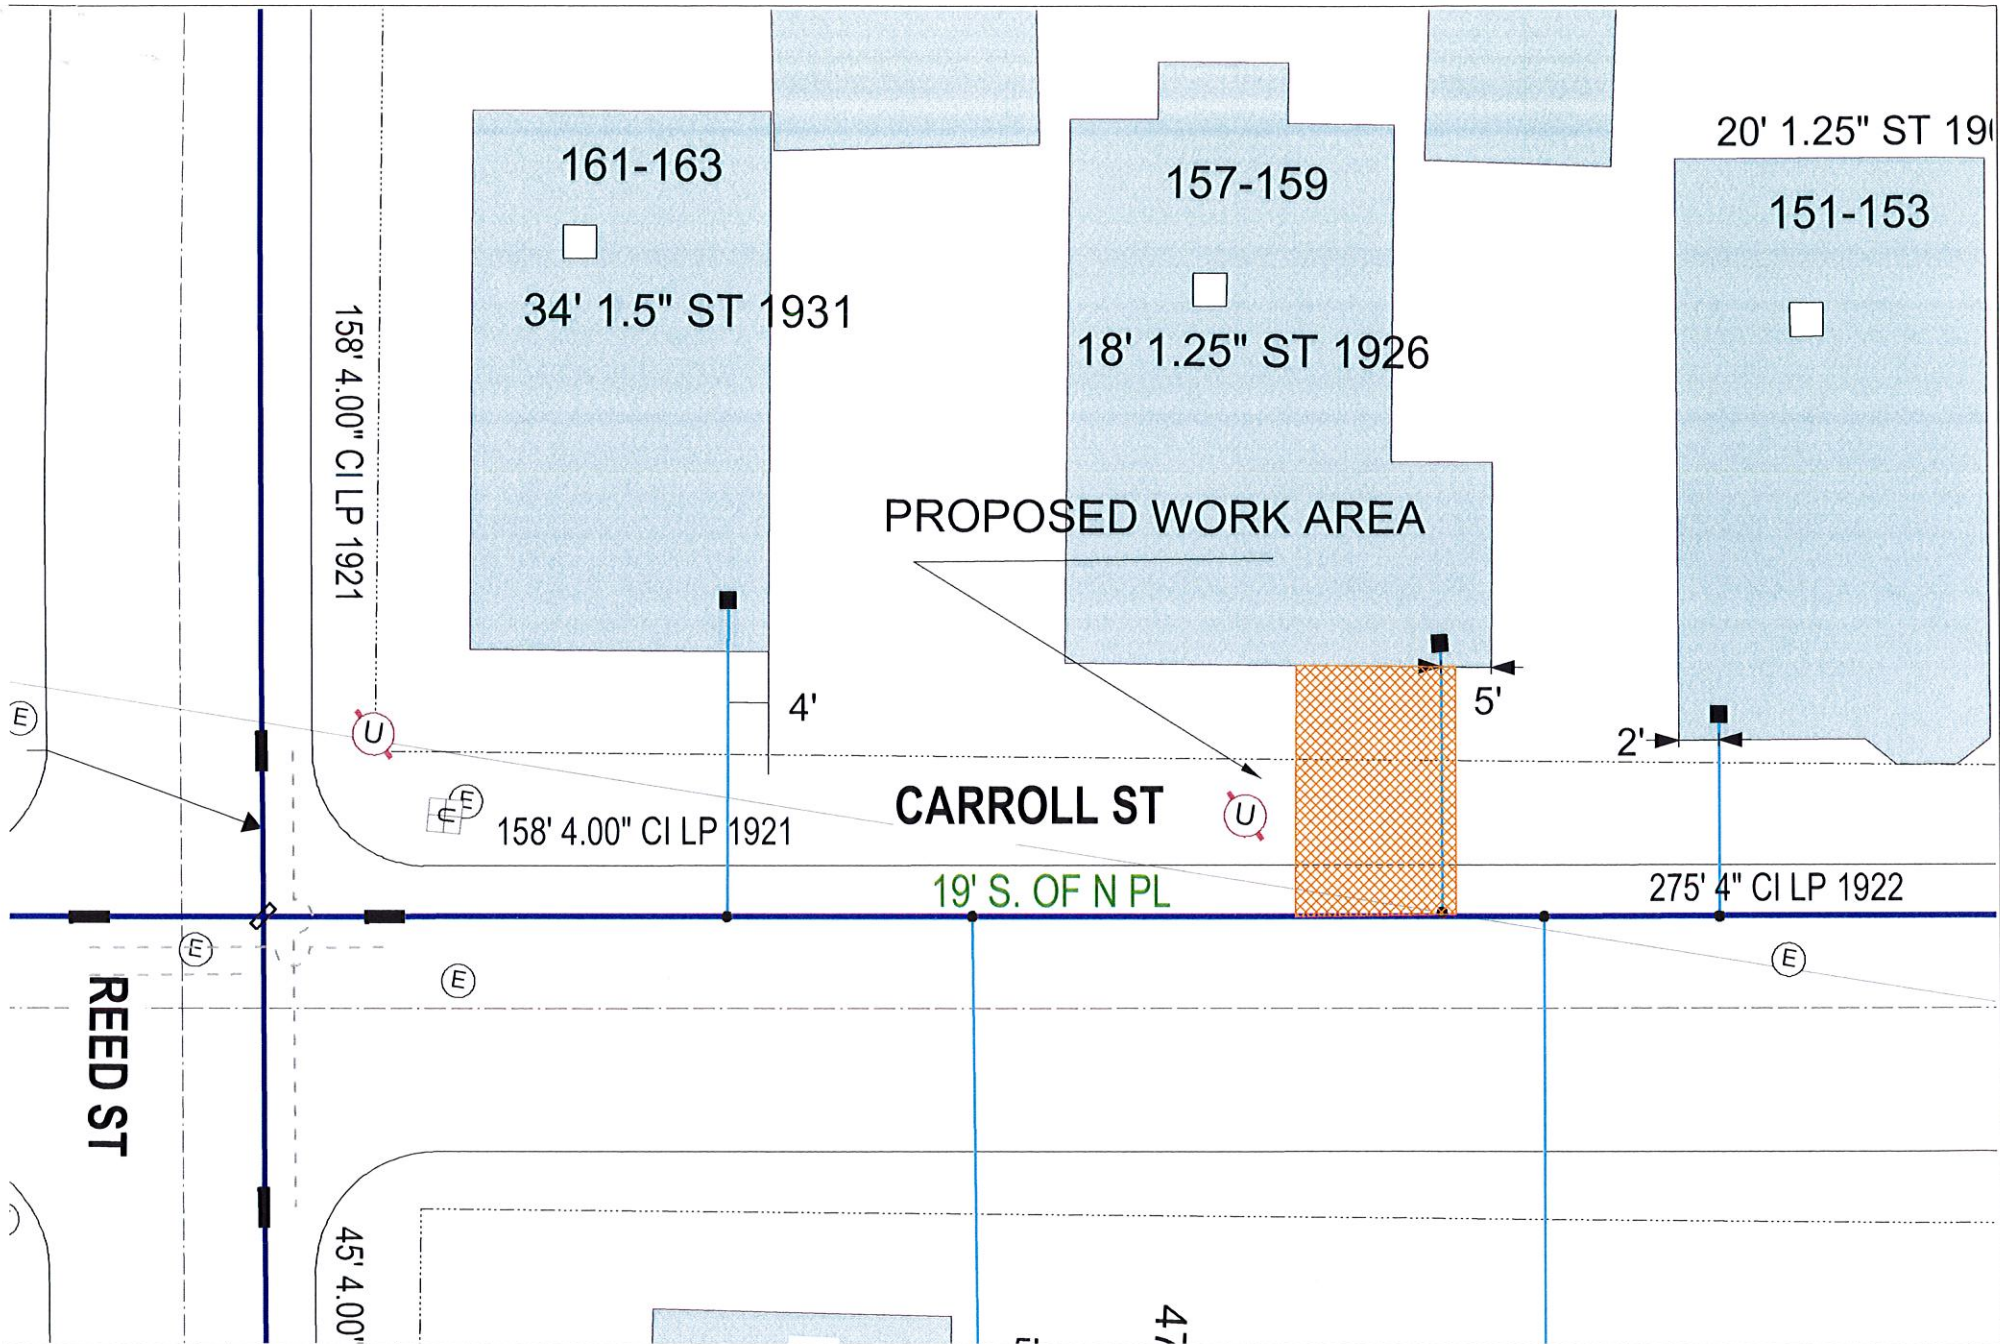 20' 1.25" ST
161-163
157-159
151-153
34' 1.5" ST 1931
18' 1.25" ST 1926
158' 4.00" CI LP 1921
PROPOSED WORK AREA
4'
5'
2'
E
U
E
U
158' 4.00" CI LP 1921
CARROLL ST
U
19' S. OF N PL
275' 4" CI LP 1922
E
E
E
REED ST
45' 4.00"